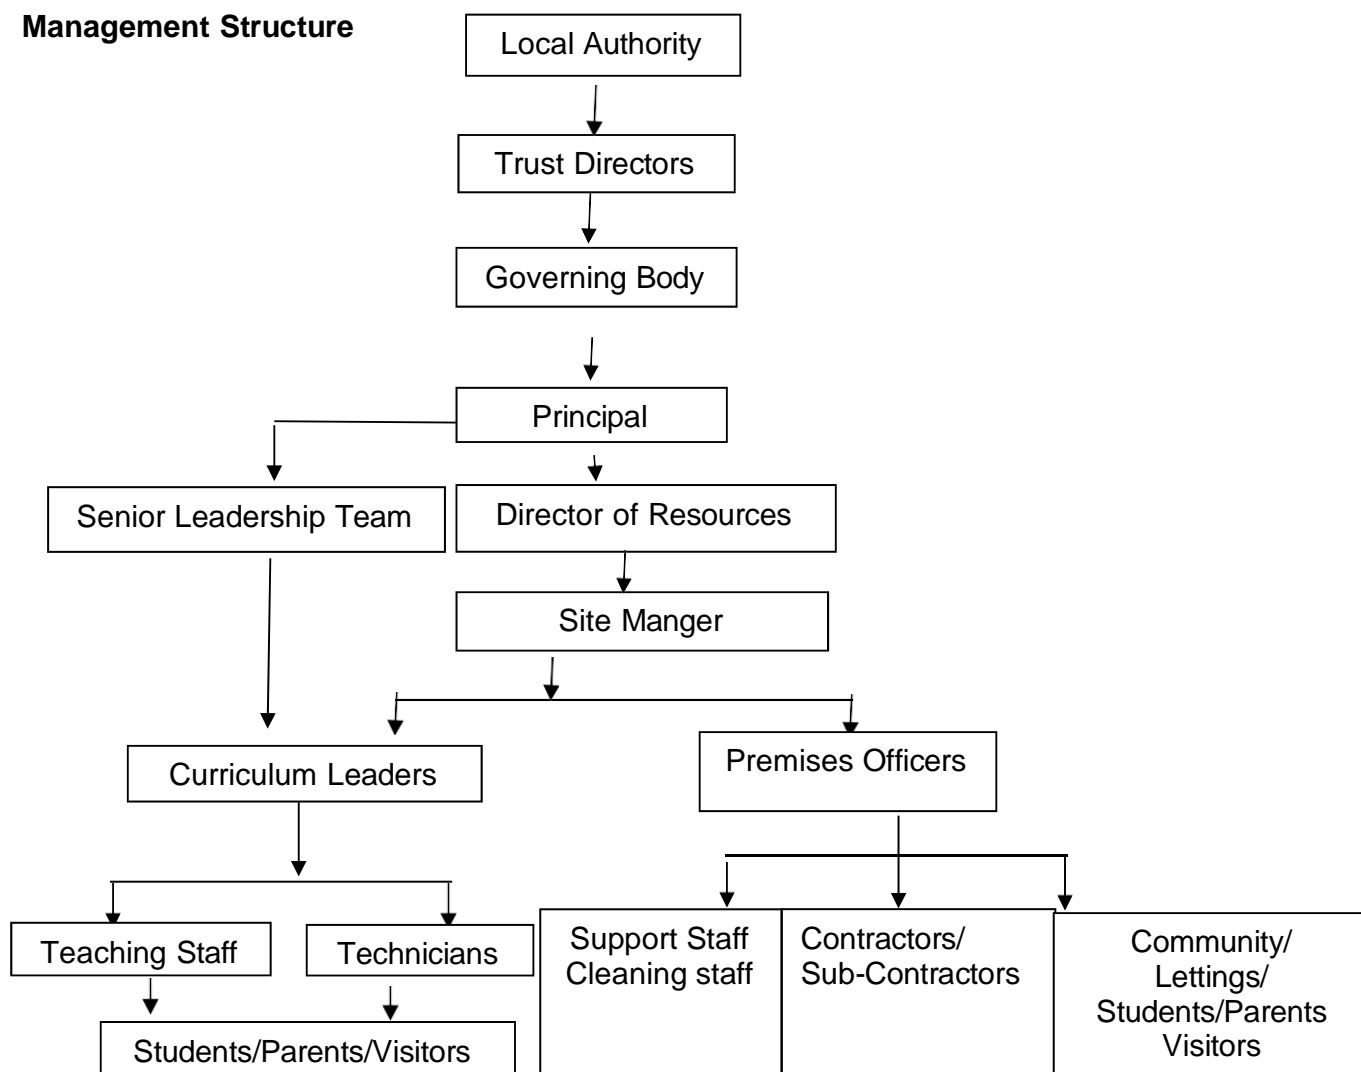 Management Structure
Local Authority
Trust Directors
Governing Body
Principal
Senior Leadership Team
Director of Resources
Site Manger
Curriculum Leaders
Premises Officers
Teaching Staff
Technicians
Support Staff
Cleaning staff
Contractors/
Sub-Contractors
Community/
Lettings/
Students/Parents
Visitors
Students/Parents/Visitors